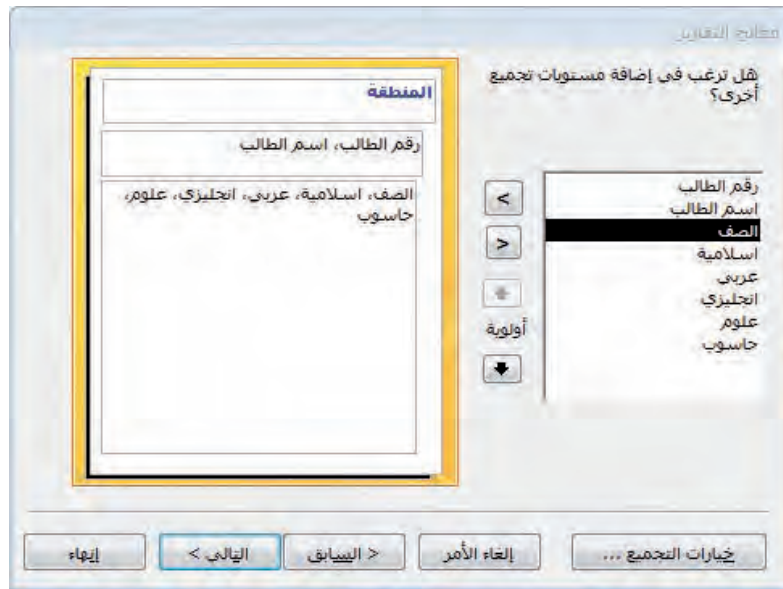 معالج التقارير
هل ترغب في إضافة مستويات تجميع
أخرى؟
رقم الطالب
اسم الطالب
الصف
اسلامية
عربي
انجليزي
علوم
حاسوب
>
<
أولوية
المنطقة
رقم الطالب، اسم الطالب
الصف، اسلامية، عربي، انجليزي، علوم،
حاسوب
خيارات التجميع ...
إلغاء الأمر
< السابق
التالي >
إنهاء